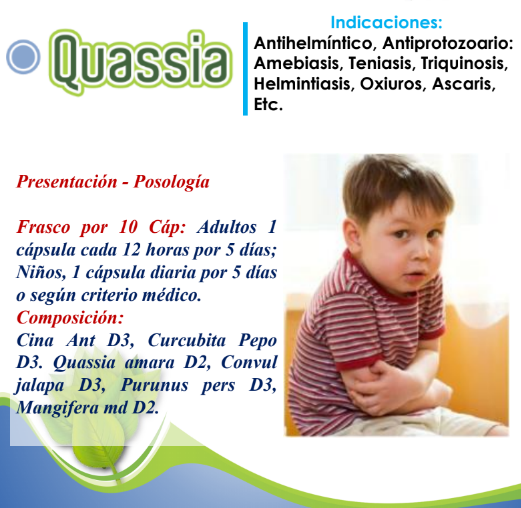 Quassia
Indicaciones:
Antihelmíntico, Antiprotozoario:
Amebiasis, Teniasis, Triquinosis,
Helmintiasis, Oxiuros, Ascaris,
Etc.
Presentación - Posología
Frasco por 10 Cáp: Adultos 1
cápsula cada 12 horas por 5 días;
Niños, 1 cápsula diaria por 5 días
o según criterio médico.
Composición:
Cina Ant D3, Curcubita Pepo
D3. Quassia amara D2, Convul
jalapa D3, Purunus pers D3,
Mangifera md D2.